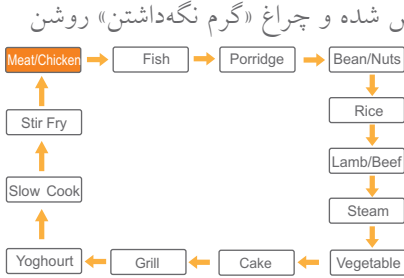 شده و چراغ «گرم نگه‌داشتن» روشن
Meat/Chicken
Fish
Porridge
Bean/Nuts
Rice
Lamb/Beef
Steam
Vegetable
Cake
Grill
Yoghourt
Slow Cook
Stir Fry